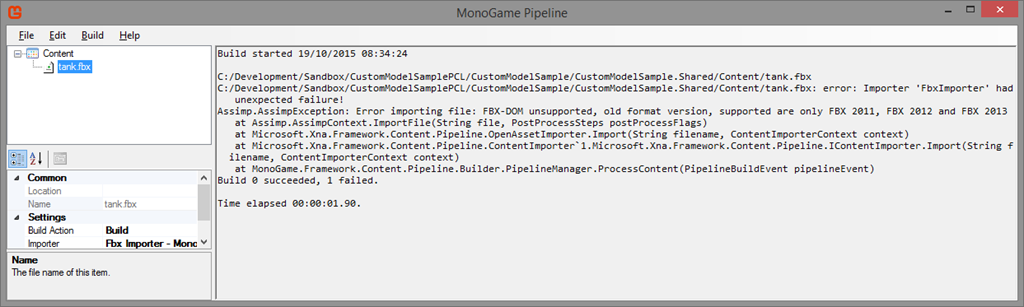 MonoGame Pipeline
File Edit Build Help
Content
tank.fbx
Common
Location
Name tank.fbx
Settings
Build Action Build
Importer Fbx Importer - Mono
Name
The file name of this item.
Build started 19/10/2015 08:34:24
C:/Development/Sandbox/CustomModelSamplePCL/CustomModelSample/CustomModelSample.Shared/Content/tank.fbx
C:/Development/Sandbox/CustomModelSamplePCL/CustomModelSample/CustomModelSample.Shared/Content/tank.fbx: error: Importer 'FbxImporter' had
unexpected failure!
Assimp.AssimpException: Error importing file: FBX-DOM unsupported, old format version, supported are only FBX 2011, FBX 2012 and FBX 2013
at Assimp.AssimpContext.ImportFile(String file, PostProcessSteps postProcessFlags)
at Microsoft.Xna.Framework.Content.Pipeline.OpenAssetImporter.Import(String filename, ContentImporterContext context)
at Microsoft.Xna.Framework.Content.Pipeline.ContentImporter`1.Microsoft.Xna.Framework.Content.Pipeline.IContentImporter.Import(String f
ilename, ContentImporterContext context)
at MonoGame.Framework.Content.Pipeline.Builder.PipelineManager.ProcessContent(PipelineBuildEvent pipelineEvent)
Build 0 succeeded, 1 failed.
Time elapsed 00:00:01.90.